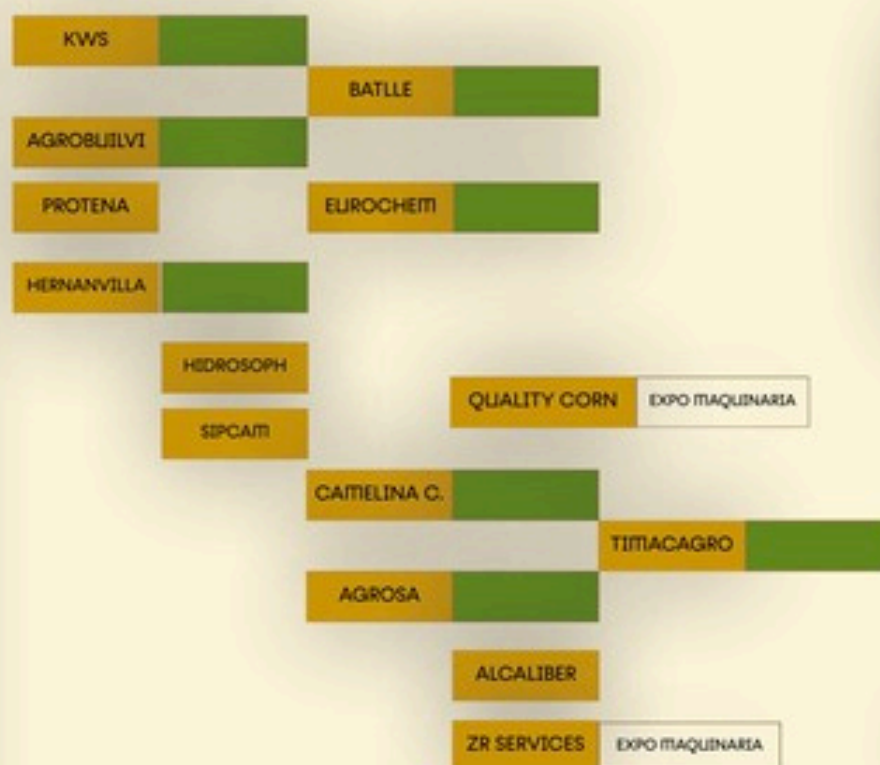 KWS
BATLLE
AGROBUILVI
PROTENA
EUROCHEM
HERNANVILLA
HIDROSOPH
QUALITY CORN EXPO MAQUINARIA
SIPCAM
CAMELINA C.
TIMACAGRO
AGROSA
ALCALIBER
ZR SERVICES EXPO MAQUINARIA